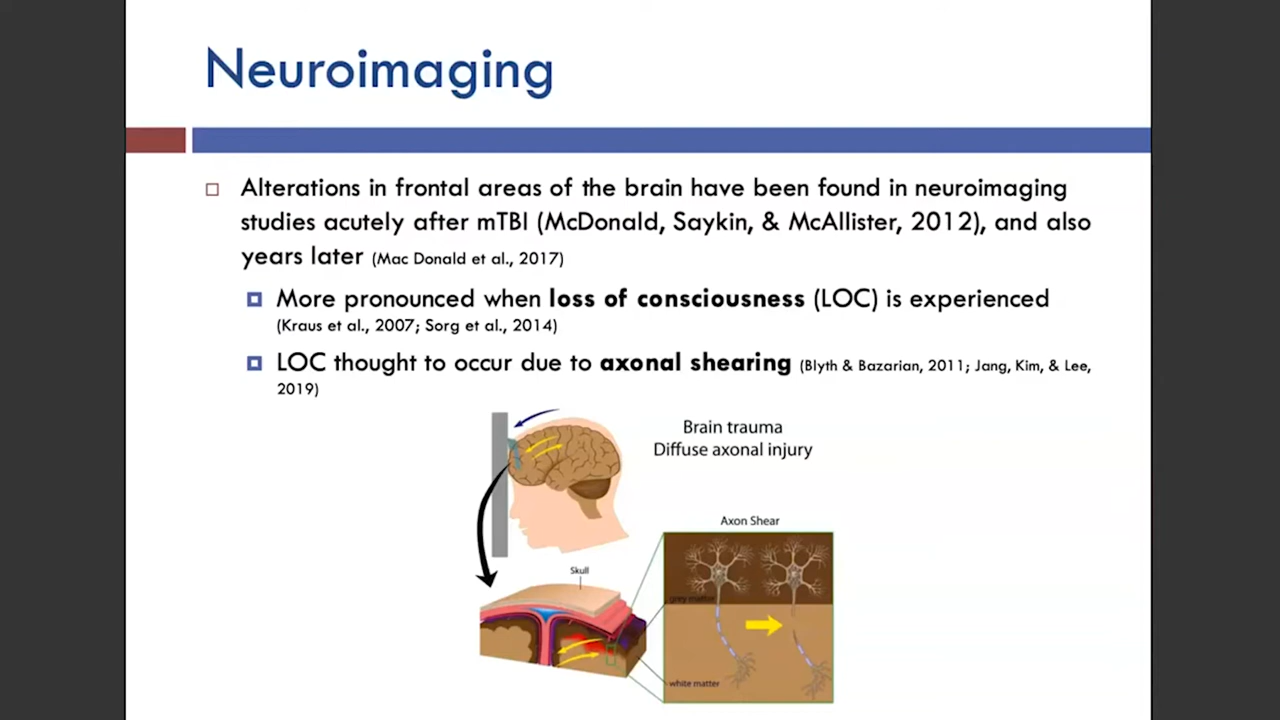 Neuroimaging
Alterations in frontal areas of the brain have been found in neuroimaging
studies acutely after mTBI (McDonald, Saykin, & McAllister, 2012), and also
years later (Mac Donald et al., 2017)
More pronounced when loss of consciousness (LOC) is experienced
(Kraus et al., 2007; Sorg et al., 2014)
LOC thought to occur due to axonal shearing (Blyth & Bazarian, 2011; Jang, Kim, & Lee,
2019)
Brain trauma
Diffuse axonal injury
Axon Shear
Skull
grey matter
white matter